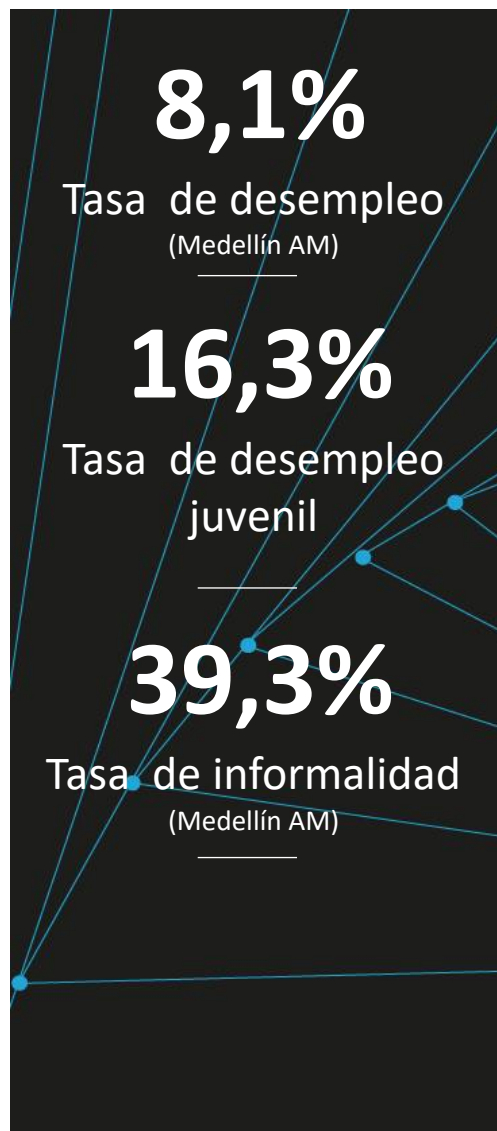 8,1%
Tasa de desempleo
(Medellín AM)
16,3%
Tasa de desempleo
juvenil
39,3%
Tasa de informalidad
(Medellín AM)